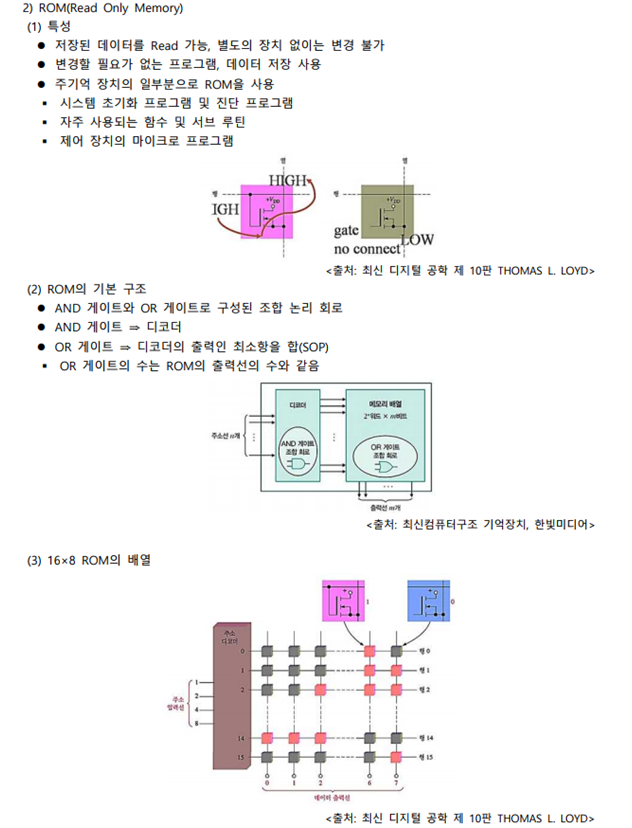 2) ROM(Read Only Memory)
(1) 특성
● 저장된 데이터를 Read 가능, 별도의 장치 없이는 변경 불가
● 변경할 필요가 없는 프로그램, 데이터 저장 사용
● 주기억 장치의 일부분으로 ROM을 사용
▪ 시스템 초기화 프로그램 및 진단 프로그램
▪ 자주 사용되는 함수 및 서브 루틴
▪ 제어 장치의 마이크로 프로그램
열 열
행 HIGH 행
+VDD +VDD
IGH gate
no connect LOW
<출처: 최신 디지털 공학 제 10판 THOMAS L. LOYD>
(2) ROM의 기본 구조
● AND 게이트와 OR 게이트로 구성된 조합 논리 회로
● AND 게이트 ⇒ 디코더
● OR 게이트 ⇒ 디코더의 출력인 최소항을 합(SOP)
▪ OR 게이트의 수는 ROM의 출력선의 수와 같음
디코더 메모리 배열
2ⁿ워드 × m비트
주소선 n개
AND 게이트 조합 회로
OR 게이트 조합 회로
출력선 m개
<출처: 최신컴퓨터구조 기억장치, 한빛미디어>
(3) 16×8 ROM의 배열
1 0
주소 디코더
0 행 0
1 행 1
2 행 2
1
2
4
8
주소 입력선
14 행 14
15 행 15
0 1 2 6 7
데이터 출력선
<출처: 최신 디지털 공학 제 10판 THOMAS L. LOYD>